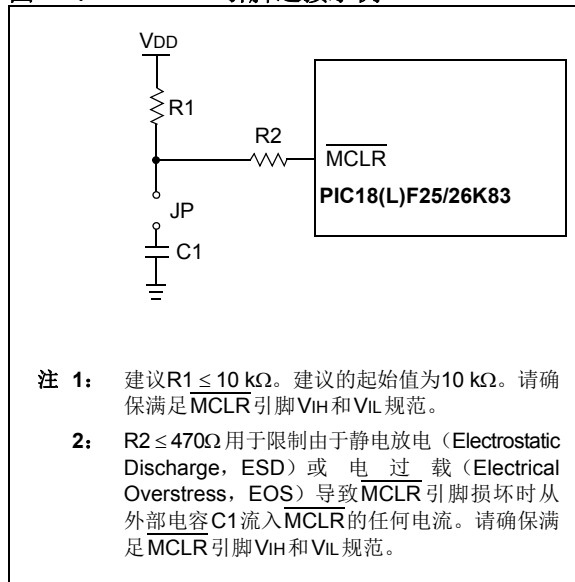 VDD
R1
R2
MCLR
PIC18(L)F25/26K83
JP
C1
注 1： 建议R1 ≤ 10 kΩ。建议的起始值为10 kΩ。请确
保满足MCLR引脚VIH和VIL规范。
2： R2 ≤ 470Ω 用于限制由于静电放电（Electrostatic
Discharge，ESD）或 电 过 载（Electrical
Overstress，EOS）导致MCLR引脚损坏时从
外部电容C1流入MCLR的任何电流。请确保满
足MCLR引脚VIH和VIL规范。